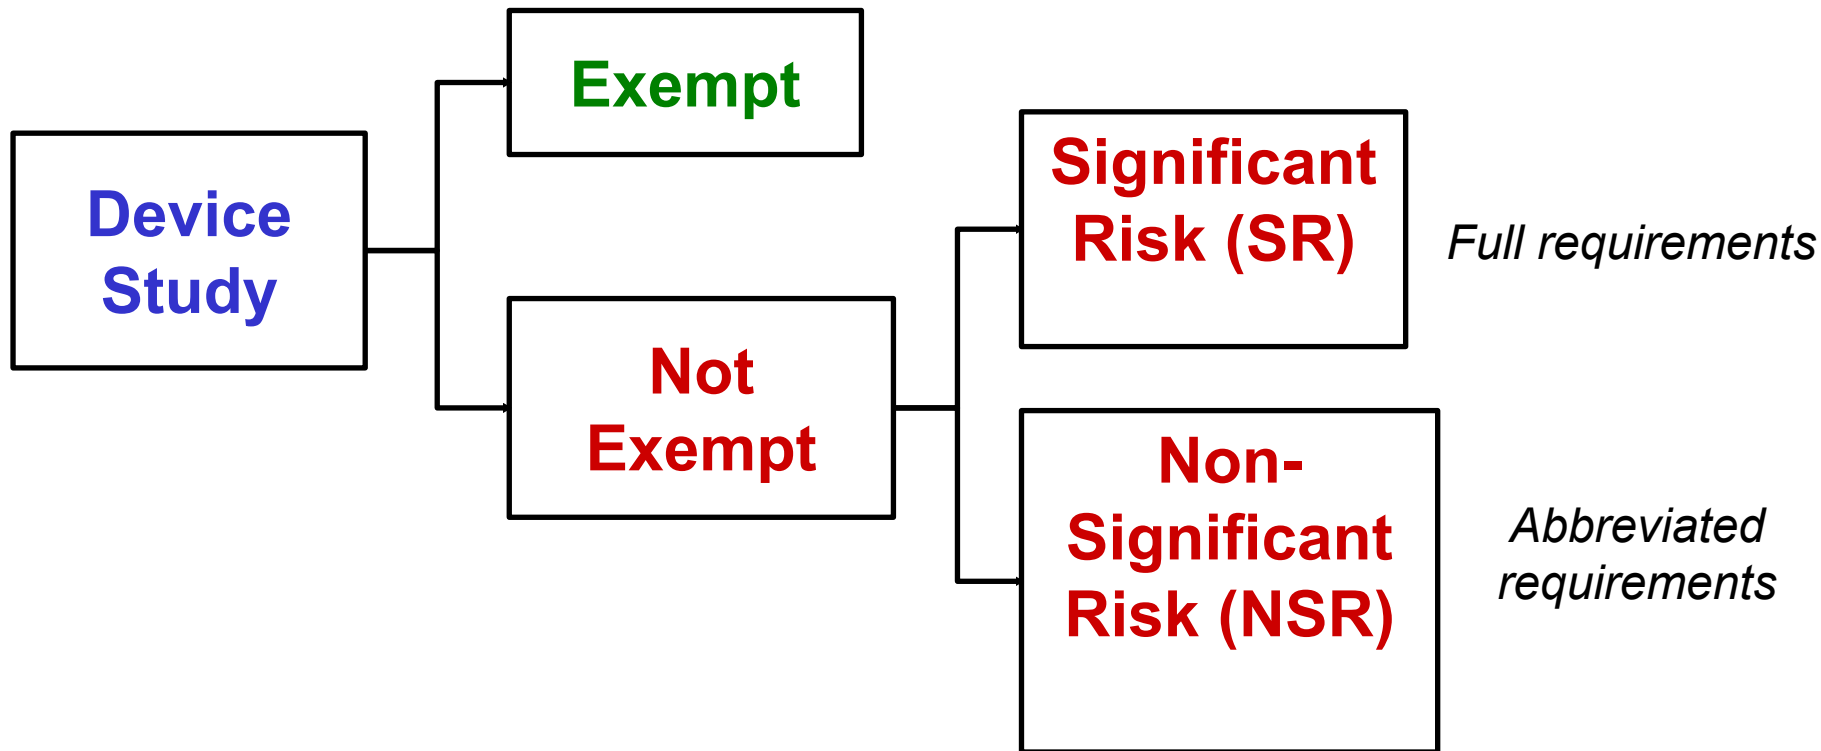 Device
Study
Exempt
Not
Exempt
Significant
Risk (SR)
Full requirements
Non-
Significant
Risk (NSR)
Abbreviated
requirements